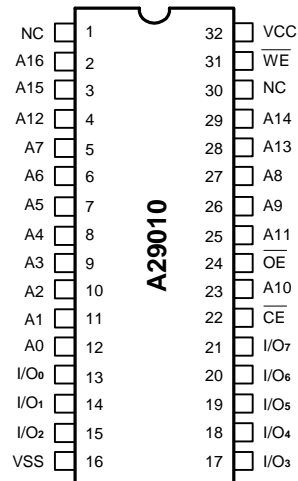 NC 1 32 VCC
A16 2 31 W̅E̅
A15 3 30 NC
A12 4 29 A14
A7 5 28 A13
A6 6 27 A8
A5 7 26 A9
A4 8 25 A11
A3 9 24 O̅E̅
A2 10 23 A10
A1 11 22 C̅E̅
A0 12 21 I/O₇
I/O₀ 13 20 I/O₆
I/O₁ 14 19 I/O₅
I/O₂ 15 18 I/O₄
VSS 16 17 I/O₃
A29010